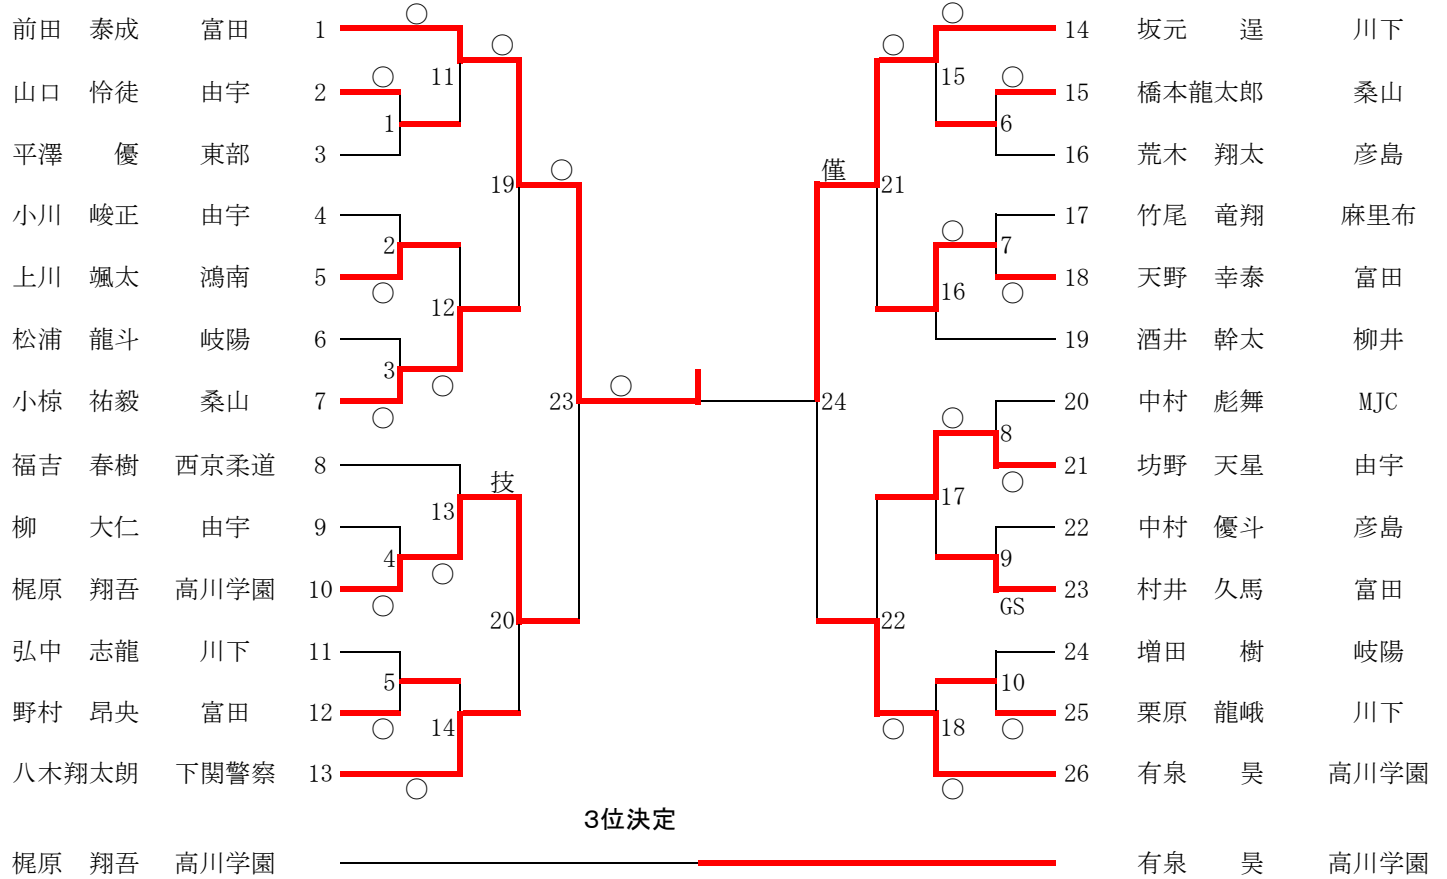 前田 泰成 富田 1
山口 怜徒 由宇 2
平澤 優 東部 3
小川 峻正 由宇 4
上川 颯太 鴻南 5
松浦 龍斗 岐陽 6
小椋 祐毅 桑山 7
福吉 春樹 西京柔道 8
柳 大仁 由宇 9
梶原 翔吾 高川学園 10
弘中 志龍 川下 11
野村 昂央 富田 12
八木翔太朗 下関警察 13
11
1
2
12
3
19
13
技
4
5
14
20
23
24
僅
21
15
6
7
16
8
17
9
GS
22
10
18
14 坂元 逞 川下
15 橋本龍太郎 桑山
16 荒木 翔太 彦島
17 竹尾 竜翔 麻里布
18 天野 幸泰 富田
19 酒井 幹太 柳井
20 中村 彪舞 MJC
21 坊野 天星 由宇
22 中村 優斗 彦島
23 村井 久馬 富田
24 増田 樹 岐陽
25 栗原 龍峨 川下
26 有泉 昊 高川学園
3位決定
梶原 翔吾 高川学園
有泉 昊 高川学園